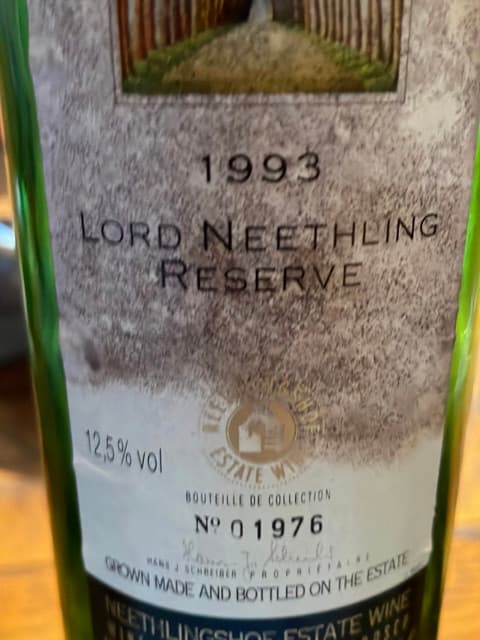 1993
LORD NEETHLING
RESERVE
12,5% vol
ESTATE WINE
BOUTEILLE DE COLLECTION
Nº 01976
HANS J SCHREIBER PROPRIÉTAIRE
GROWN MADE AND BOTTLED ON THE ESTATE
NEETHLINGSHOF ESTATE WINE